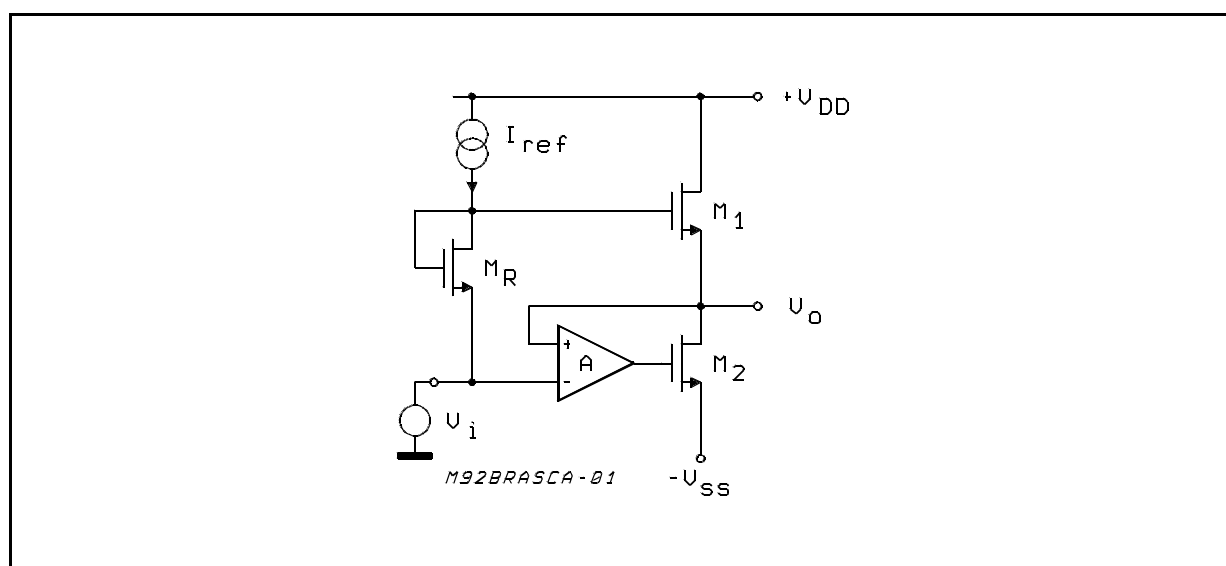 +V DD
I ref
M 1
M R
V o
+
A
M 2
-
V i
M92BRASCA-01
-V SS